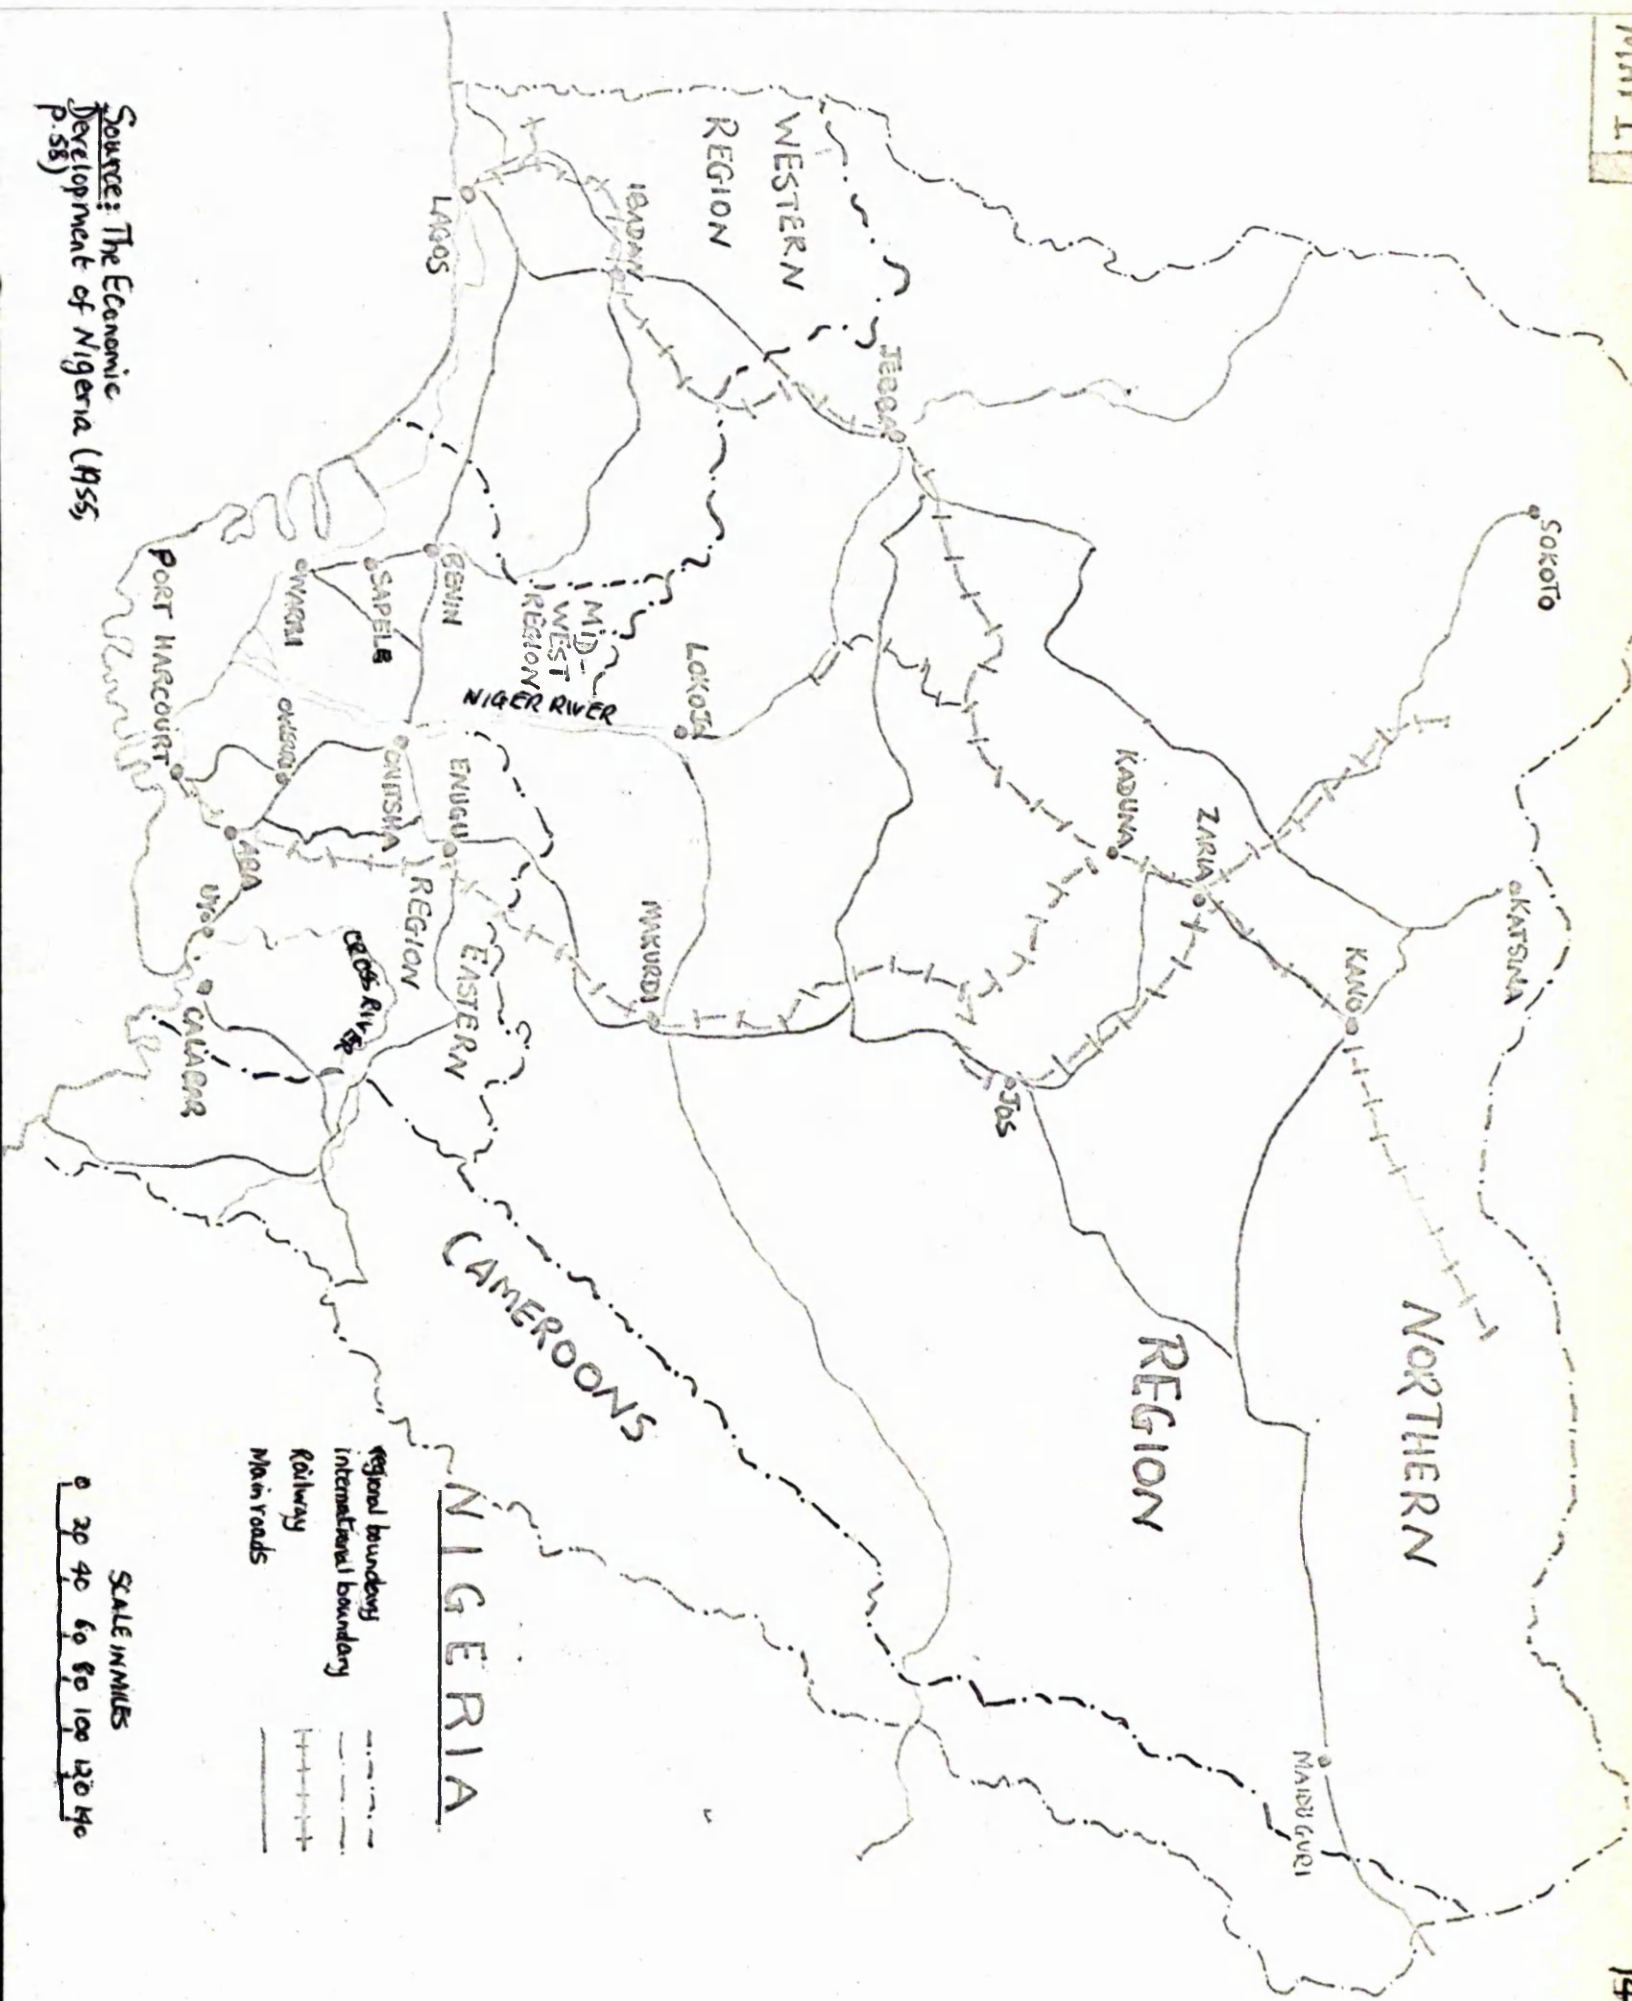 MAP 1
14
SOKOTO
KATSINA
KANO
NORTHERN
ZARIA
KADUNA
REGION
MAIDUGURI
JOS
JEBBA
WESTERN
REGION
IBADAN
LAGOS
LOKOJA
MAKURDI
MID-
WEST
REGION
NIGER RIVER
BENIN
SAPELE
WARRI
ONITSHA
ENUGU
EASTERN
REGION
OWERRI
ABA
UYO
PORT HARCOURT
CROSS RIVER
CALABAR
CAMEROONS
NIGERIA
regional boundary
international boundary
Railway
Main roads
SCALE IN MILES
0 20 40 60 80 100 120 140
Source: The Economic
Development of Nigeria (1955,
p.58)